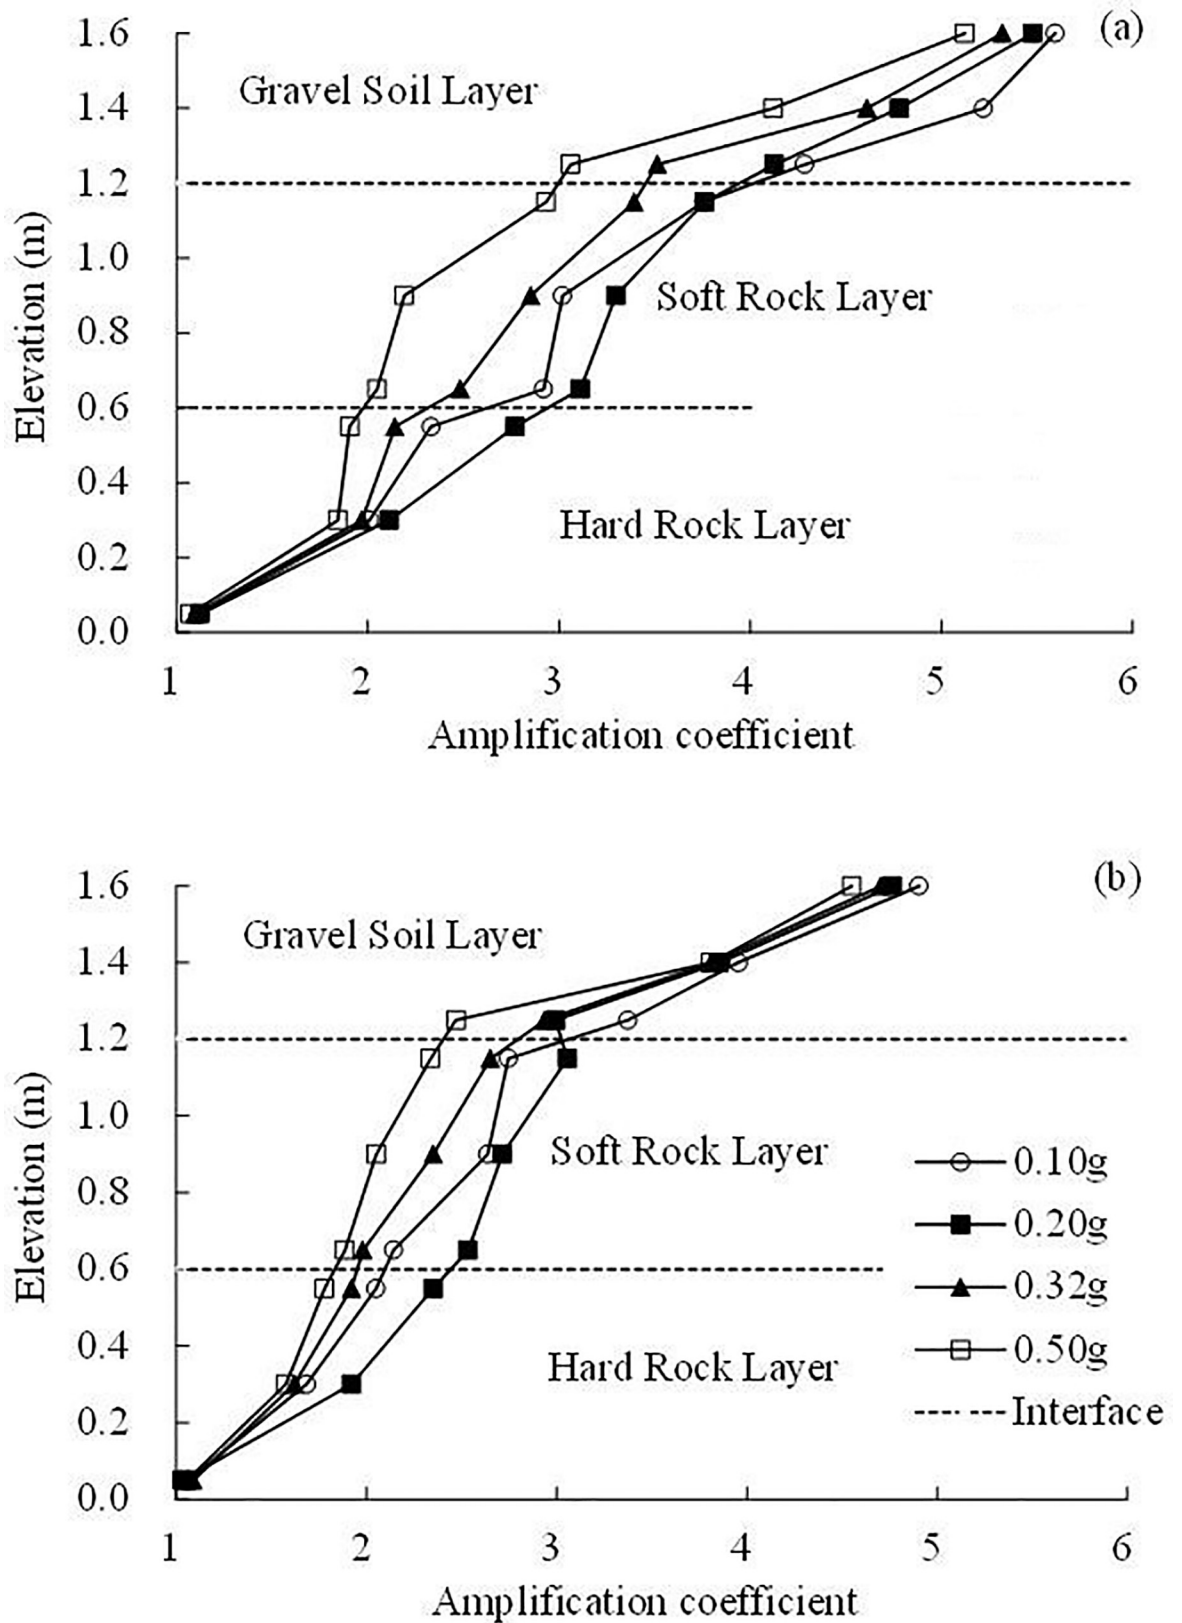 (a)
1.6
Gravel Soil Layer
1.4
1.2
1.0
Soft Rock Layer
0.8
0.6
0.4
Hard Rock Layer
0.2
0.0
Elevation (m)
1 2 3 4 5 6
Amplification coefficient
(b)
1.6
Gravel Soil Layer
1.4
1.2
1.0
Soft Rock Layer
0.8
0.6
0.4
Hard Rock Layer
0.2
0.0
Elevation (m)
0.10g
0.20g
0.32g
0.50g
Interface
1 2 3 4 5 6
Amplification coefficient